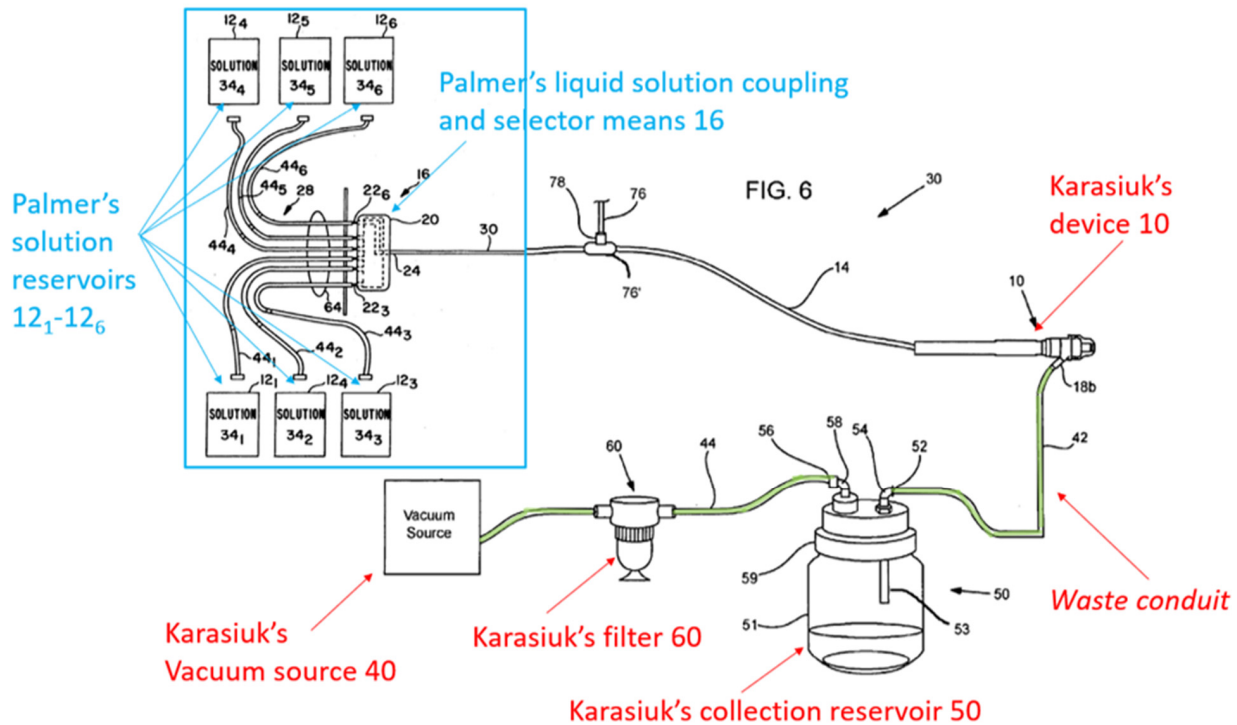 12₄
12₅
12₆
SOLUTION
34₄
SOLUTION
34₅
SOLUTION
34₆
Palmer's liquid solution coupling
and selector means 16
44₆
44₅
28
44₄
22₆
16
20
30
24
64
22₃
44₃
44₂
44₁
Palmer's
solution
reservoirs
12₁-12₆
12₁
12₄
12₃
SOLUTION
34₁
SOLUTION
34₂
SOLUTION
34₃
78
76
FIG. 6
30
76'
14
Karasiuk's
device 10
10
18b
42
56
58
54
52
44
60
Vacuum
Source
59
51
53
50
Waste conduit
Karasiuk's
Vacuum source 40
Karasiuk's filter 60
Karasiuk's collection reservoir 50